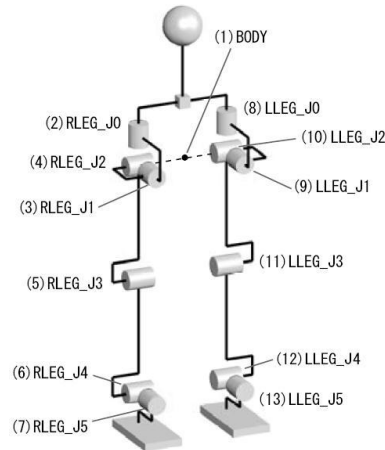 (1) BODY
(2) RLEG_J0
(8) LLEG_J0
(4) RLEG_J2
(10) LLEG_J2
(3) RLEG_J1
(9) LLEG_J1
(5) RLEG_J3
(11) LLEG_J3
(6) RLEG_J4
(12) LLEG_J4
(7) RLEG_J5
(13) LLEG_J5